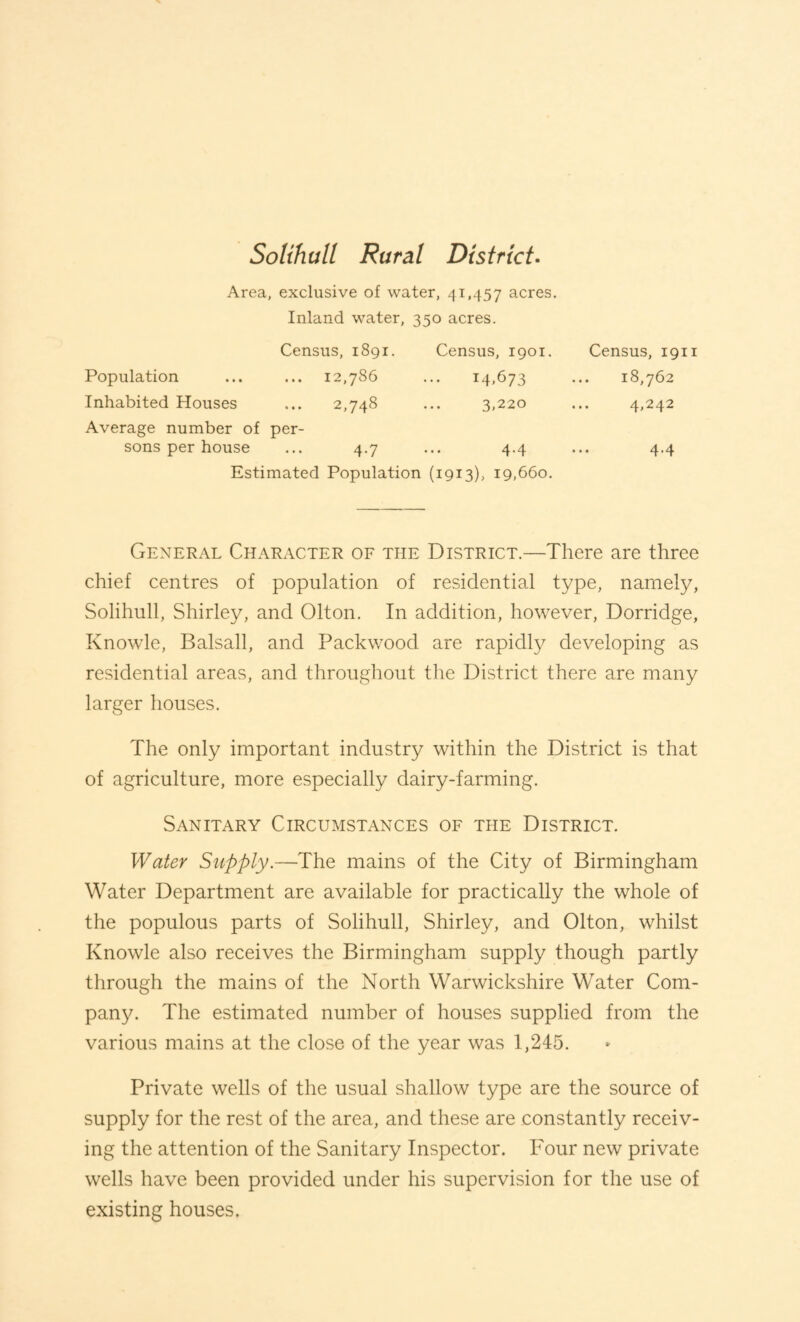 Solihull Rural District.
Area, exclusive of water, 41,457 acres.
Inland water, 350 acres.
Census, 1891. Census, 1901. Census, 1911
Population ... ... 12,786 ... 14,673 ... 18,762
Inhabited Houses ... 2,748 ... 3,220 ... 4,242
Average number of per-
sons per house ... 4.7 ... 4.4 ... 4.4
Estimated Population (1913), 19,660.
General Character of the District.—There are three
chief centres of population of residential type, namely,
Solihull, Shirley, and Olton. In addition, however, Dorridge,
Knowle, Balsall, and Packwood are rapidly developing as
residential areas, and throughout the District there are many
larger houses.
The only important industry within the District is that
of agriculture, more especially dairy-farming.
Sanitary Circumstances of the District.
Water Supply.—The mains of the City of Birmingham
Water Department are available for practically the whole of
the populous parts of Solihull, Shirley, and Olton, whilst
Knowle also receives the Birmingham supply though partly
through the mains of the North Warwickshire Water Com-
pany. The estimated number of houses supplied from the
various mains at the close of the year was 1,245.
Private wells of the usual shallow type are the source of
supply for the rest of the area, and these are constantly receiv-
ing the attention of the Sanitary Inspector. Four new private
wells have been provided under his supervision for the use of
existing houses.